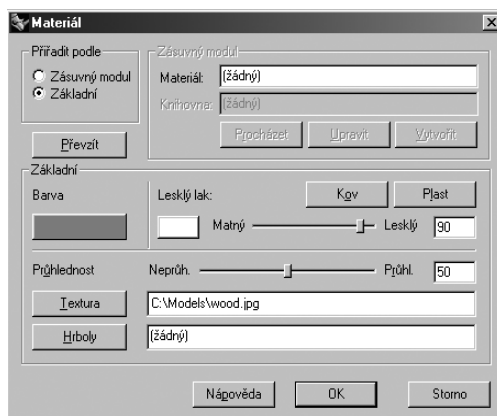 Materiál
Přiřadit podle
Zásuvný modul
Základní
Převzít
Zásuvný modul
Materiál: (žádný)
Knihovna: (žádný)
Procházet Upravit Vytvořit
Základní
Barva
Lesklý lak: Kov Plast
Matný Lesklý 90
Průhlednost Neprůh. Průhl. 50
Textura C:\Models\wood.jpg
Hrboly (žádný)
Nápověda OK Storno